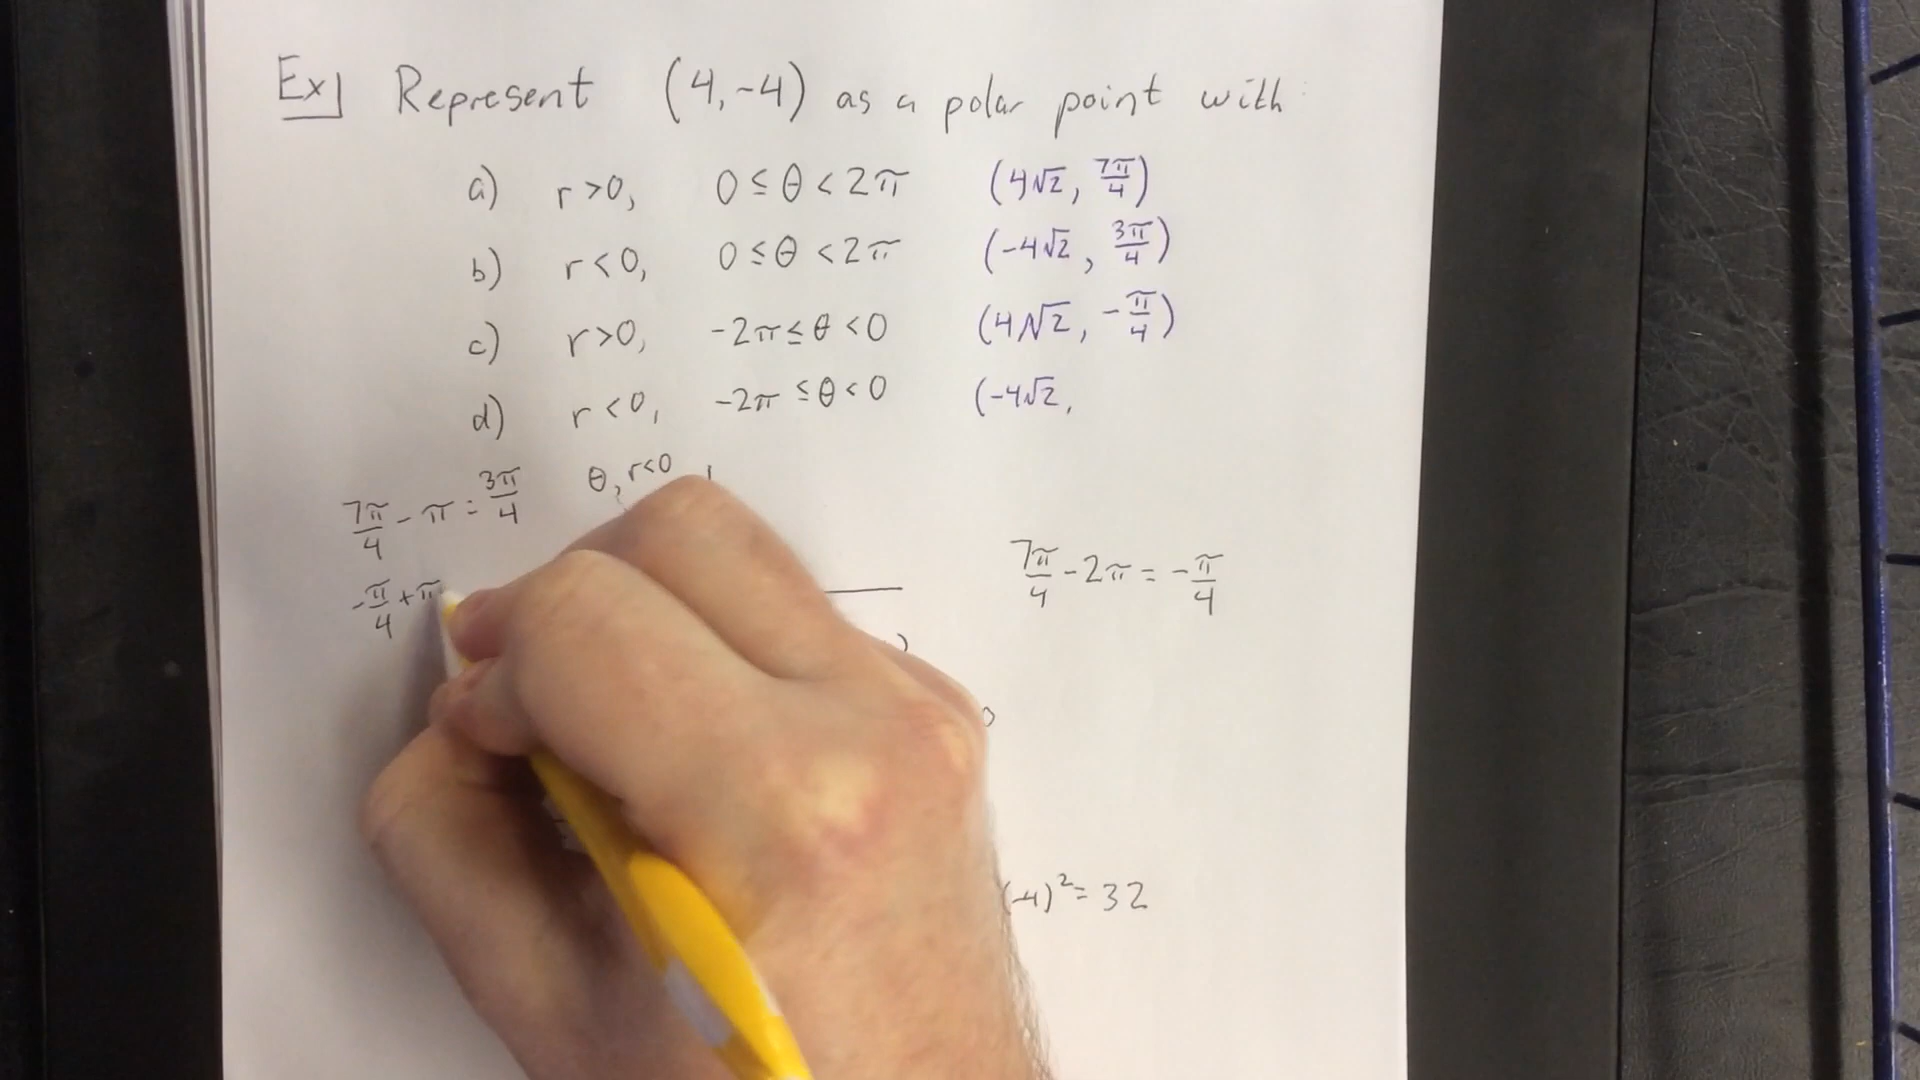 Ex] Represent (4,-4) as a polar point with
a) r>0, 0≤θ<2π (4√2, 7π/4)
b) r<0, 0≤θ<2π (-4√2, 3π/4)
c) r>0, -2π≤θ<0 (4√2, -π/4)
d) r<0, -2π≤θ<0 (-4√2,
7π/4 - π = 3π/4
θ, r<0
-π/4 + π
7π/4 - 2π = -π/4
(-4)² = 32